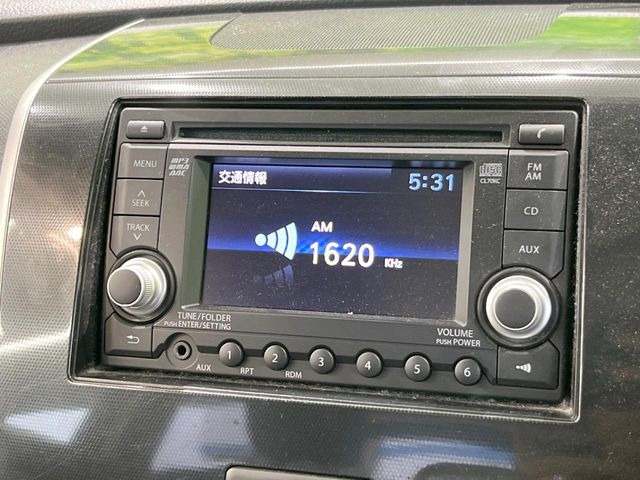 MENU
MP3
WMA
AAC
交通情報
5:31
CL70KC
FM
AM
SEEK
CD
AM
TRACK
1620 KHz
AUX
TUNE/FOLDER
PUSH ENTER/SETTING
VOLUME
PUSH POWER
1
2
3
4
5
6
AUX
RPT
RDM